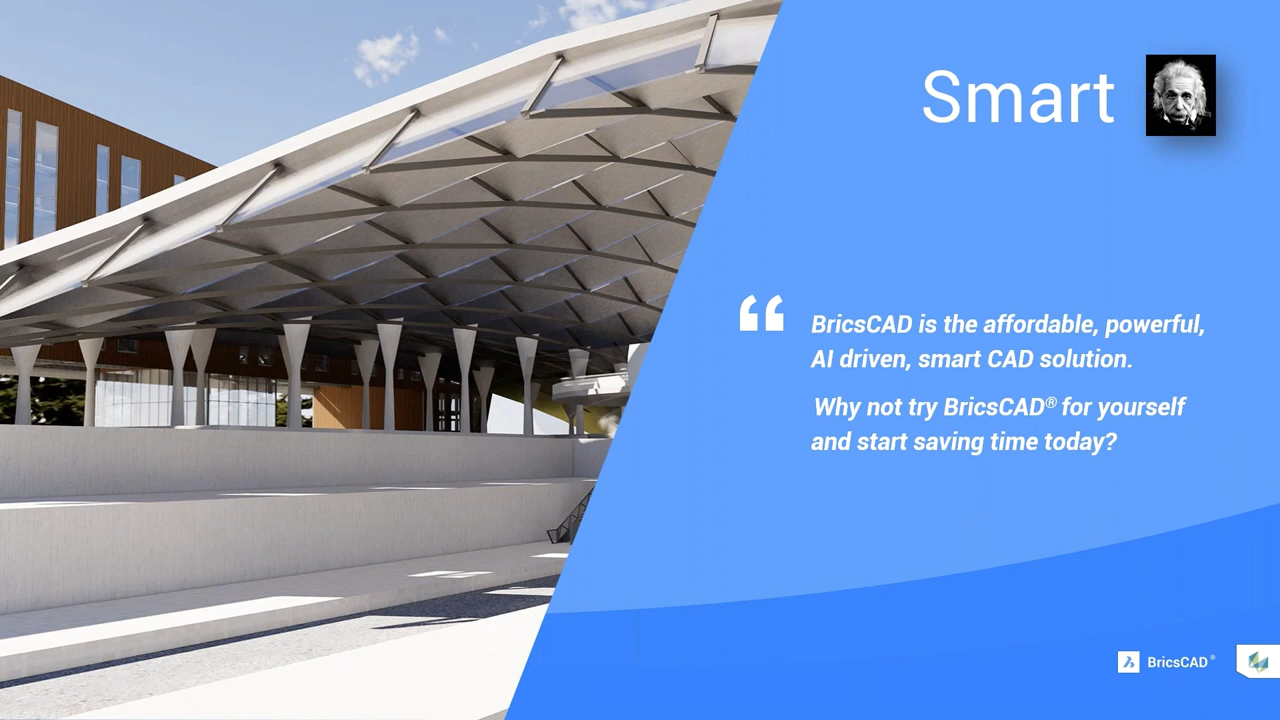 Smart
“
BricsCAD is the affordable, powerful,
AI driven, smart CAD solution.
Why not try BricsCAD® for yourself
and start saving time today?
BricsCAD®